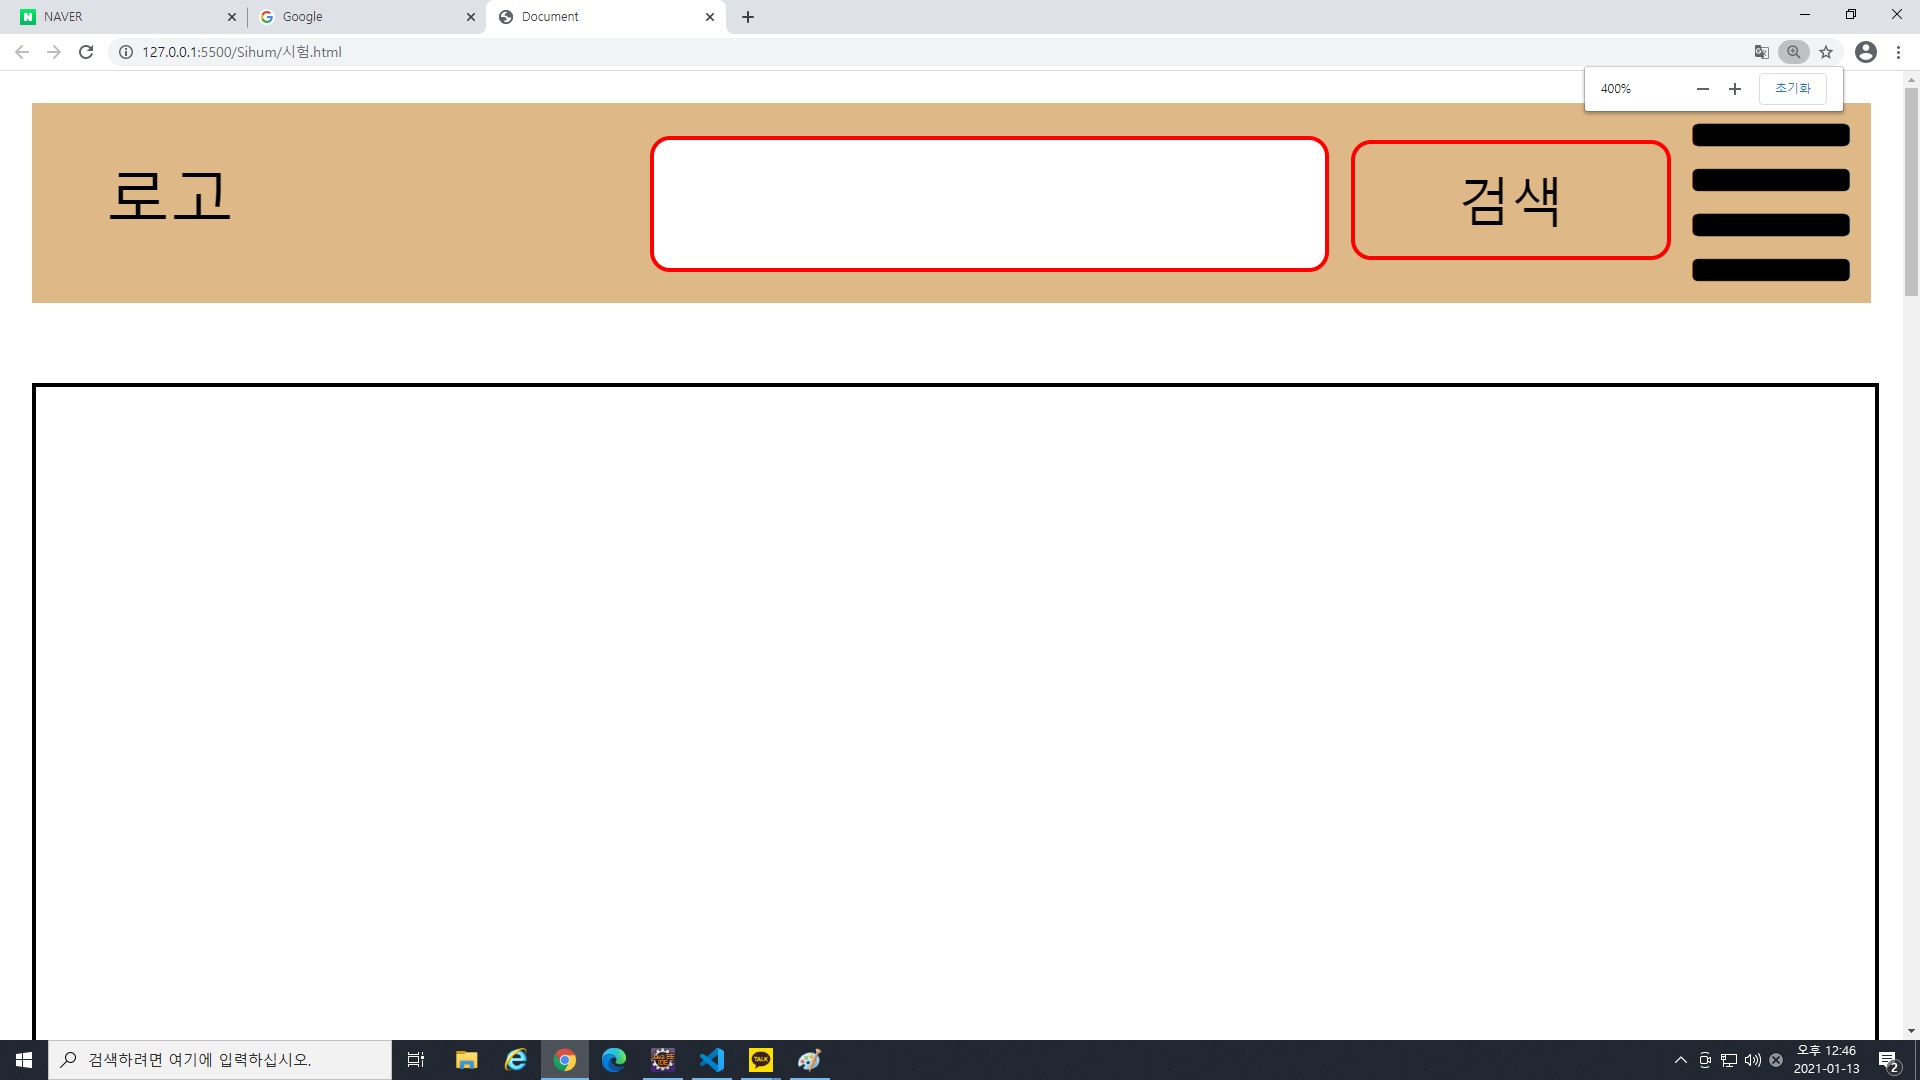 NAVER
Google
Document
127.0.0.1:5500/Sihum/시험.html
400%
초기화
로고
검색
검색하려면 여기에 입력하십시오.
TALK
오후 12:46
2021-01-13
2